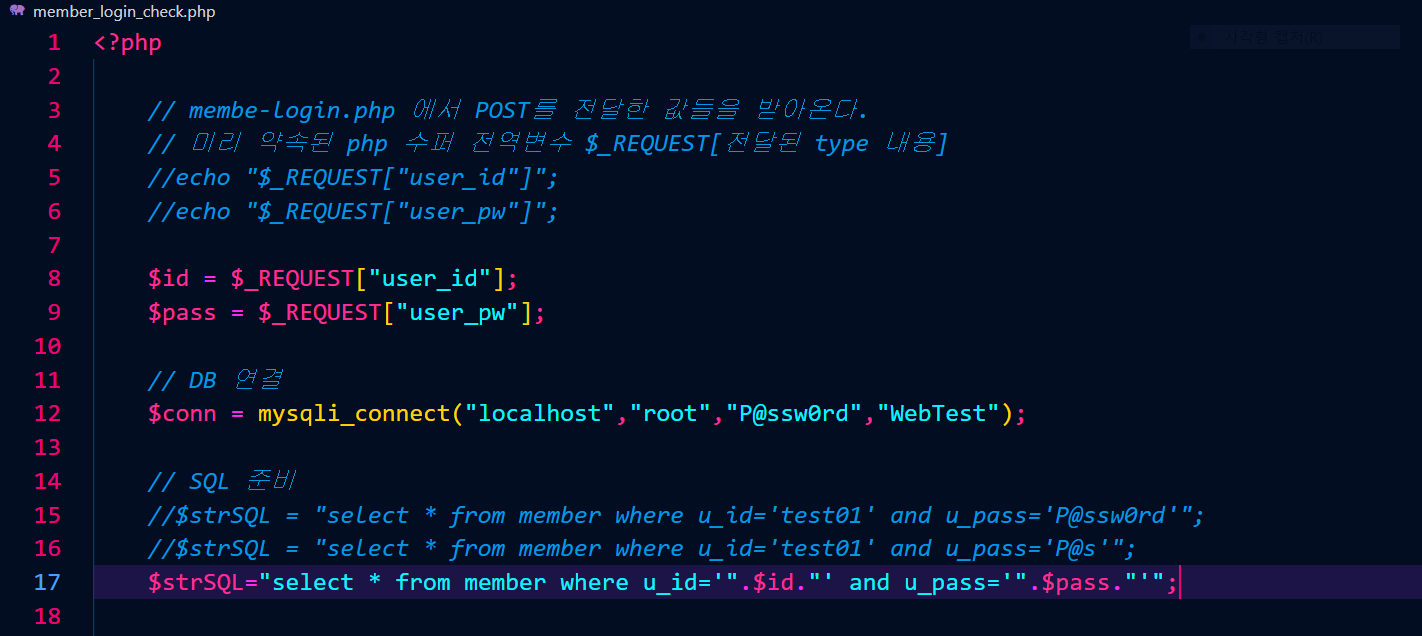 member_login_check.php
1 <?php
2
3 // membe-login.php 에서 POST를 전달한 값들을 받아온다.
4 // 미리 약속된 php 수퍼 전역변수 $_REQUEST[전달된 type 내용]
5 //echo "$_REQUEST["user_id"]";
6 //echo "$_REQUEST["user_pw"]";
7
8 $id = $_REQUEST["user_id"];
9 $pass = $_REQUEST["user_pw"];
10
11 // DB 연결
12 $conn = mysqli_connect("localhost","root","P@ssw0rd","WebTest");
13
14 // SQL 준비
15 //$strSQL = "select * from member where u_id='test01' and u_pass='P@ssw0rd'";
16 //$strSQL = "select * from member where u_id='test01' and u_pass='P@s'";
17 $strSQL="select * from member where u_id='".$id."' and u_pass='".$pass."'";
18